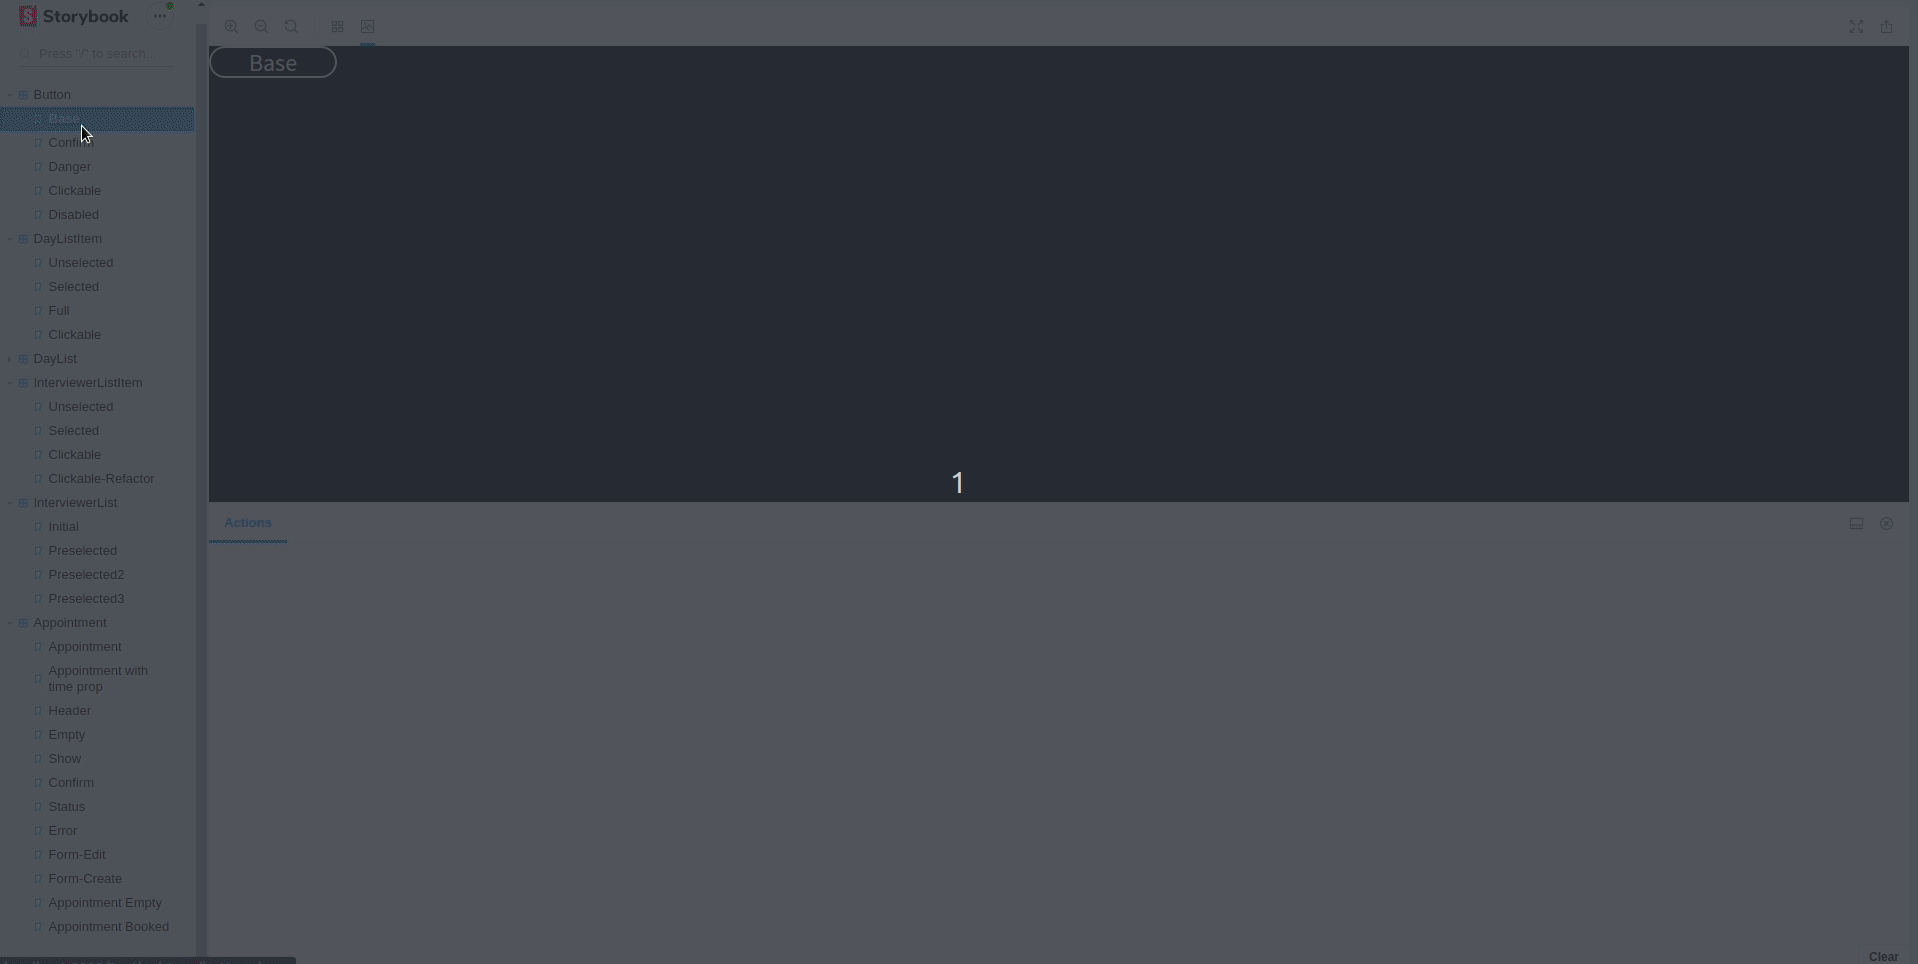 Storybook
Press "/" to search...
Button
Base
Confirm
Danger
Clickable
Disabled
DayListItem
Unselected
Selected
Full
Clickable
DayList
InterviewerListItem
Unselected
Selected
Clickable
Clickable-Refactor
InterviewerList
Initial
Preselected
Preselected2
Preselected3
Appointment
Appointment
Appointment with
time prop
Header
Empty
Show
Confirm
Status
Error
Form-Edit
Form-Create
Appointment Empty
Appointment Booked
Base
1
Actions
Clear